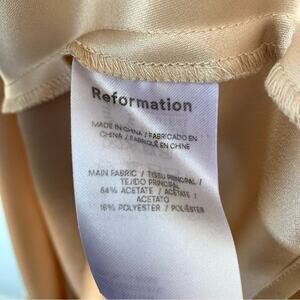 Reformation
MADE IN CHINA / FABRICADO EN
CHINA / FABRIQUÉ EN CHINE
MAIN FABRIC / TISSU PRINCIPAL /
TEJIDO PRINCIPAL
84% ACETATE / ACÉTATE /
ACETATO
16% POLYESTER / POLIÉSTER